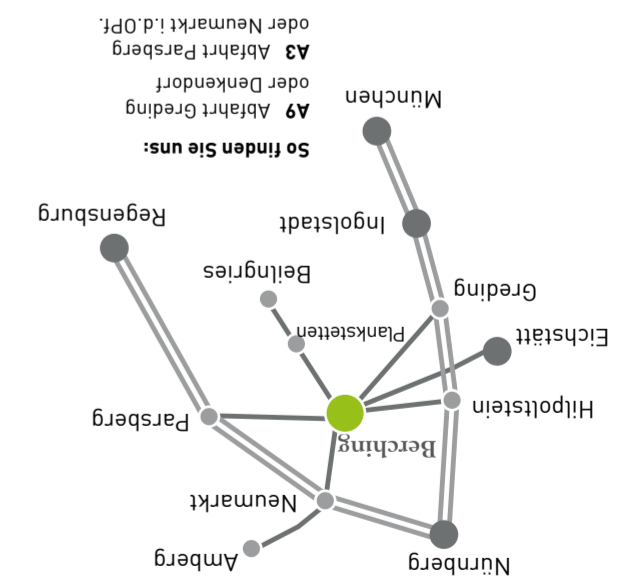 Nürnberg
Amberg
Neumarkt
Berching
Hilpoltstein
Parsberg
Eichstätt
Plankstetten
Greding
Beilngries
Ingolstadt
Regensburg
München
So finden Sie uns:
A9 Abfahrt Greding
oder Denkendorf
A3 Abfahrt Parsberg
oder Neumarkt i.d.OPf.